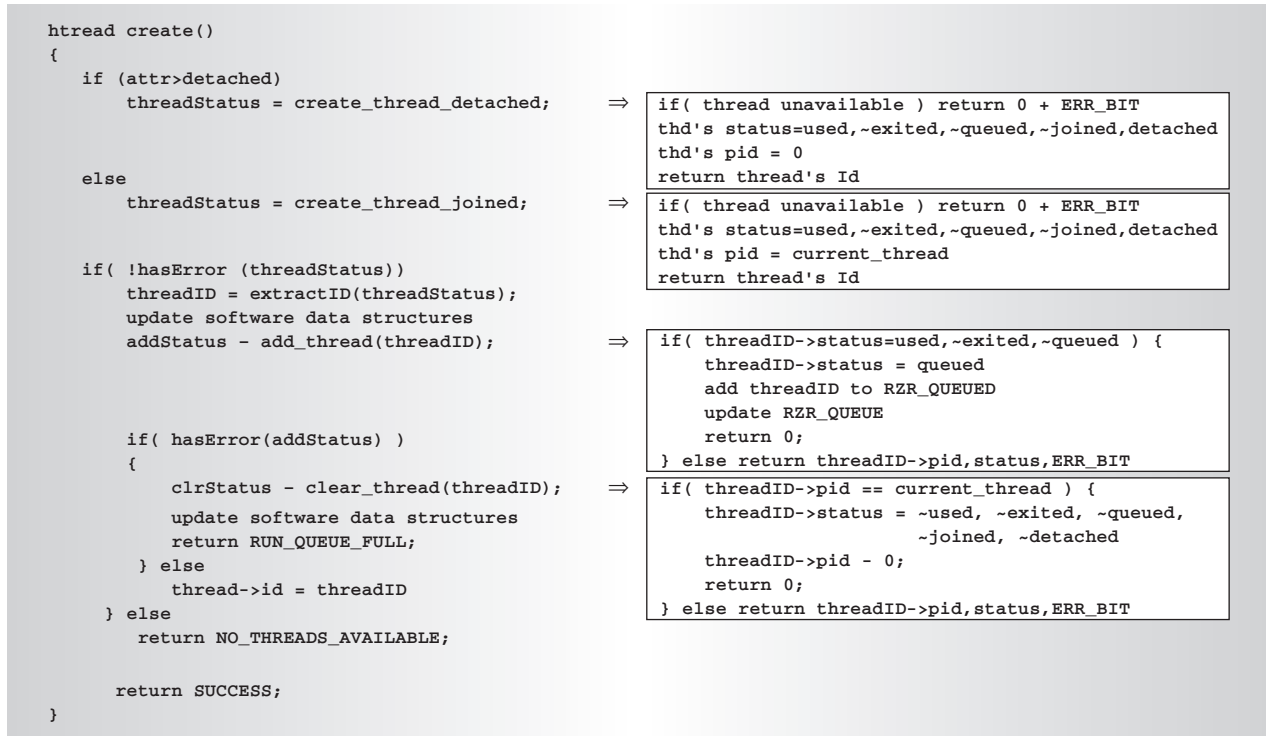 htread create()
{
if (attr>detached)
threadStatus = create_thread_detached; ⇒
if( thread unavailable ) return 0 + ERR_BIT
thd's status=used,~exited,~queued,~joined,detached
thd's pid = 0
return thread's Id
else
threadStatus = create_thread_joined; ⇒
if( thread unavailable ) return 0 + ERR_BIT
thd's status=used,~exited,~queued,~joined,detached
thd's pid = current_thread
return thread's Id
if( !hasError (threadStatus))
threadID = extractID(threadStatus);
update software data structures
addStatus – add_thread(threadID); ⇒
if( threadID->status=used,~exited,~queued ) {
threadID->status = queued
add threadID to RZR_QUEUED
update RZR_QUEUE
return 0;
} else return threadID->pid,status,ERR_BIT
if( hasError(addStatus) )
{
clrStatus – clear_thread(threadID); ⇒
if( threadID->pid == current_thread ) {
threadID->status = ~used, ~exited, ~queued,
~joined, ~detached
threadID->pid - 0;
return 0;
} else return threadID->pid,status,ERR_BIT
update software data structures
return RUN_QUEUE_FULL;
} else
thread->id = threadID
} else
return NO_THREADS_AVAILABLE;
return SUCCESS;
}